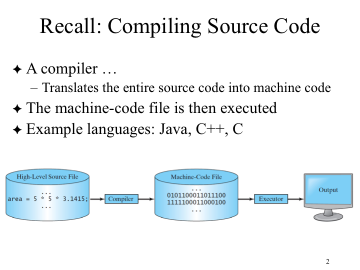 Recall: Compiling Source Code
✦ A compiler …
– Translates the entire source code into machine code
✦ The machine-code file is then executed
✦ Example languages: Java, C++, C
High-Level Source File
...
area = 5 * 5 * 3.1415;
...
Compiler
Machine-Code File
...
0101100011011100
1111100011000100
...
Executor
Output
2